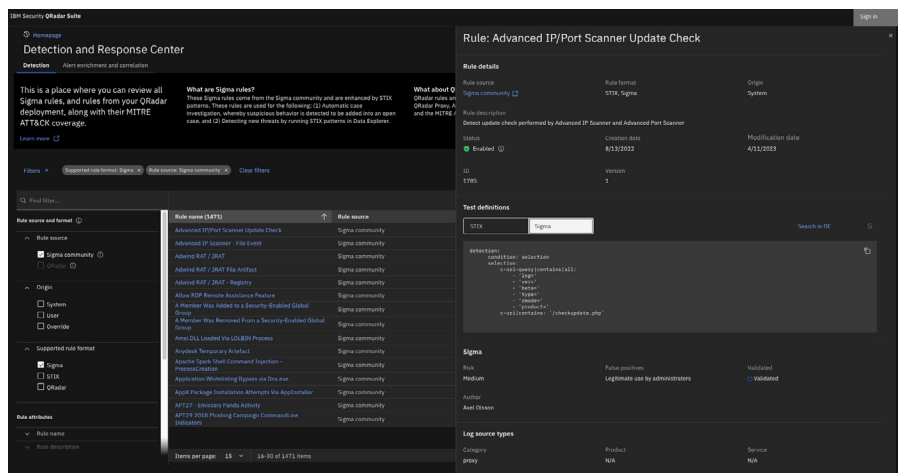 IBM Security QRadar Suite
Sign in
Homepage
Detection and Response Center
Detection
Alert enrichment and correlation
This is a place where you can review all
Sigma rules, and rules from your QRadar
deployment, along with their MITRE
ATT&CK coverage.
Learn more
What are Sigma rules?
These Sigma rules come from the Sigma community and are enhanced by STIX
patterns. These rules are used for the following: (1) Automatic case
investigation, whereby suspicious behavior is detected to be added into an open
case, and (2) Detecting new threats by running STIX patterns in Data Explorer.
What about Q
QRadar rules are
QRadar Proxy. A
and the MITRE
Filters
Supported rule format: Sigma ×
Rule source: Sigma community ×
Clear filters
Find filter...
Rule source and format
Rule source
Sigma community
QRadar
Origin
System
User
Override
Supported rule format
Sigma
STIX
QRadar
Rule attributes
Rule name
Rule description
Rule name (1471)
Rule source
Advanced IP/Port Scanner Update Check
Sigma community
Advanced IP Scanner - File Event
Sigma community
Adwind RAT / JRAT
Sigma community
Adwind RAT / JRAT File Artifact
Sigma community
Adwind RAT / JRAT - Registry
Sigma community
Allow RDP Remote Assistance Feature
Sigma community
A Member Was Added to a Security-Enabled Global
Group
Sigma community
A Member Was Removed From a Security-Enabled Global
Group
Sigma community
Amsi.DLL Loaded Via LOLBIN Process
Sigma community
Anydesk Temporary Artefact
Sigma community
Apache Spark Shell Command Injection -
ProcessCreation
Sigma community
Application Whitelisting Bypass via Dnx.exe
Sigma community
AppX Package Installation Attempts Via AppInstaller
Sigma community
APT27 - Emissary Panda Activity
Sigma community
APT29 2018 Phishing Campaign CommandLine
Indicators
Sigma community
Items per page: 15
16-30 of 1471 items
Rule: Advanced IP/Port Scanner Update Check
×
Rule details
Rule source
Rule format
Origin
Sigma community
STIX, Sigma
System
Rule description
Detect update check performed by Advanced IP Scanner and Advanced Port Scanner
Status
Creation date
Modification date
Enabled
8/13/2022
4/11/2023
ID
Version
1785
1
Test definitions
STIX
Sigma
Search in DE
detection:
condition: selection
selection:
c-uri-query|contains|all:
- 'lng='
- 'ver='
- 'beta='
- 'type='
- 'rmode='
- 'product='
c-uri|contains: '/checkupdate.php'
Sigma
Risk
False positives
Validated
Medium
Legitimate use by administrators
Validated
Author
Axel Olsson
Log source types
Category
Product
Service
proxy
N/A
N/A